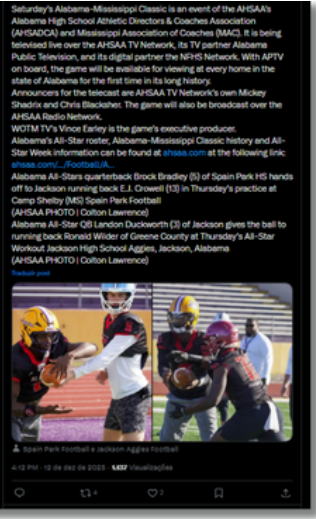 Saturday's Alabama-Mississippi Classic is an event of the AHSAA's
Alabama High School Athletic Directors & Coaches Association
(AHSADCA) and Mississippi Association of Coaches (MAC). It is being
televised live over the AHSAA TV Network, its TV partner Alabama
Public Television, and its digital partner the NFHS Network. With APTV
on board, the game will be available for viewing at every home in the
state of Alabama for the first time in its long history.
Announcers for the telecast are AHSAA TV Network's own Mickey
Shadrix and Chris Blacksher. The game will also be broadcast over the
AHSAA Radio Network.
WOTM TV's Vince Earley is the game's executive producer.
Alabama's All-Star roster, Alabama-Mississippi Classic history and All-
Star Week information can be found at ahsaa.com at the following link:
ahsaa.com/.../Football/A...
Alabama All-Stars quarterback Brock Bradley (5) of Spain Park HS hands
off to Jackson running back E.J. Crowell (13) in Thursday's practice at
Camp Shelby (MS) Spain Park Football
(AHSAA PHOTO | Colton Lawrence)
Alabama All-Star QB Landon Duckworth (3) of Jackson gives the ball to
running back Ronald Wilder of Greene County at Thursday's All-Star
Workout Jackson High School Aggies, Jackson, Alabama
(AHSAA PHOTO | Colton Lawrence)
Traduzir post
Spain Park Football e Jackson Aggies Football
4:12 PM · 12 de dez de 2025 · 1.637 Visualizações
4
2